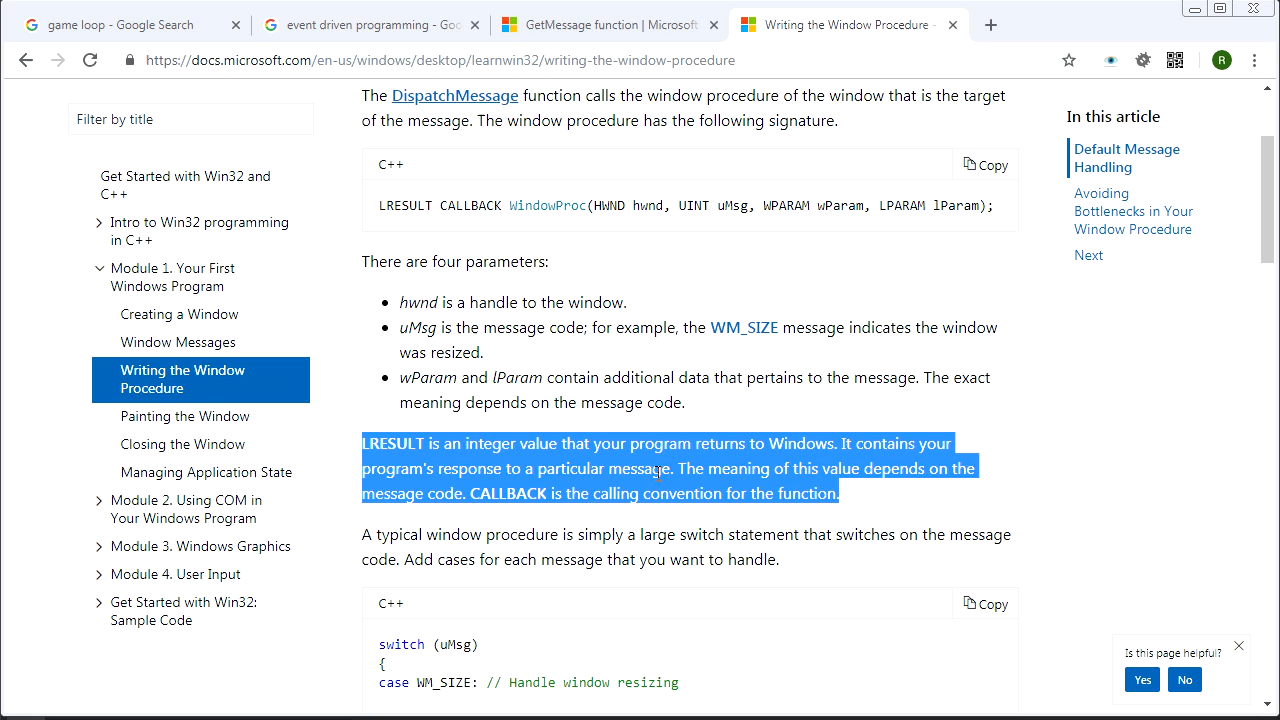 game loop - Google Search
event driven programming - Goo
GetMessage function | Microsoft
Writing the Window Procedure -
https://docs.microsoft.com/en-us/windows/desktop/learnwin32/writing-the-window-procedure
R
Filter by title
Get Started with Win32 and
C++
Intro to Win32 programming
in C++
Module 1. Your First
Windows Program
Creating a Window
Window Messages
Writing the Window
Procedure
Painting the Window
Closing the Window
Managing Application State
Module 2. Using COM in
Your Windows Program
Module 3. Windows Graphics
Module 4. User Input
Get Started with Win32:
Sample Code
The DispatchMessage function calls the window procedure of the window that is the target
of the message. The window procedure has the following signature.
C++
Copy
LRESULT CALLBACK WindowProc(HWND hwnd, UINT uMsg, WPARAM wParam, LPARAM lParam);
There are four parameters:
• hwnd is a handle to the window.
• uMsg is the message code; for example, the WM_SIZE message indicates the window
was resized.
• wParam and lParam contain additional data that pertains to the message. The exact
meaning depends on the message code.
LRESULT is an integer value that your program returns to Windows. It contains your
program's response to a particular message. The meaning of this value depends on the
message code. CALLBACK is the calling convention for the function.
A typical window procedure is simply a large switch statement that switches on the message
code. Add cases for each message that you want to handle.
C++
Copy
switch (uMsg)
{
case WM_SIZE: // Handle window resizing
In this article
Default Message
Handling
Avoiding
Bottlenecks in Your
Window Procedure
Next
Is this page helpful?
Yes
No